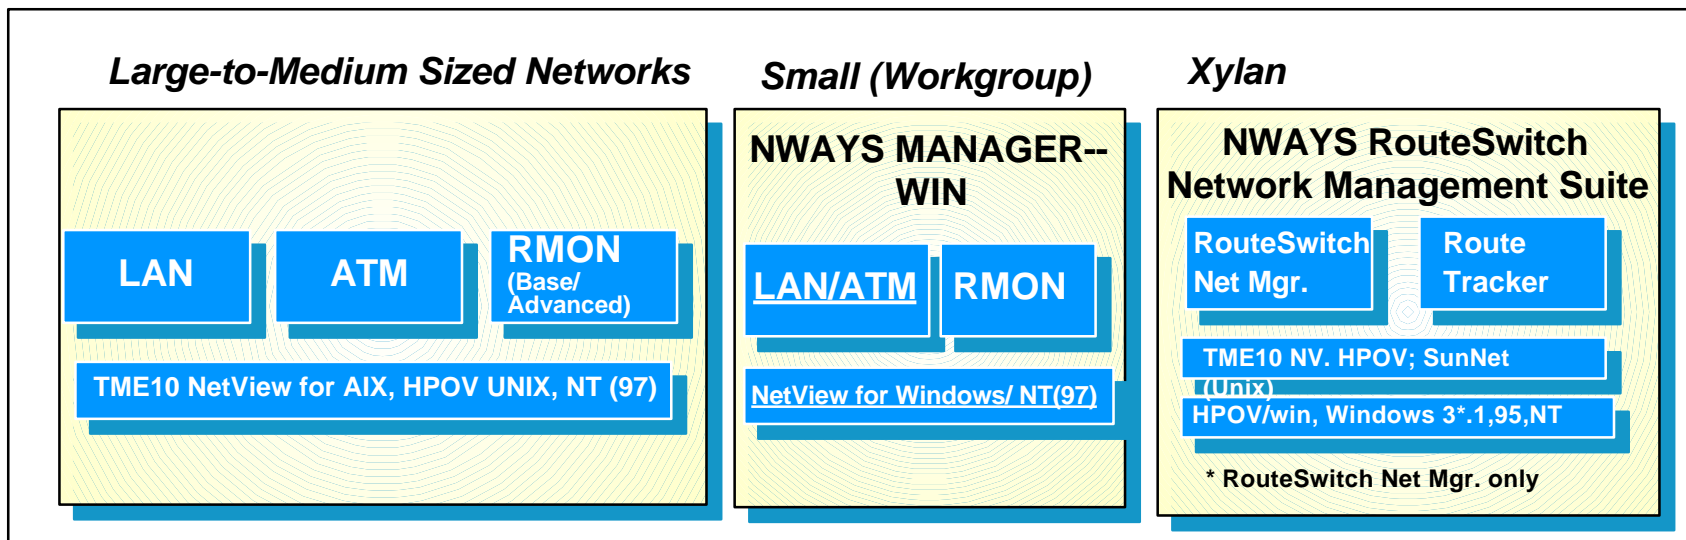 Large-to-Medium Sized Networks
LAN
ATM
RMON
(Base/
Advanced)
TME10 NetView for AIX, HPOV UNIX, NT (97)
Small (Workgroup)
NWAYS MANAGER--
WIN
LAN/ATM
RMON
NetView for Windows/ NT(97)
Xylan
NWAYS RouteSwitch
Network Management Suite
RouteSwitch
Net Mgr.
Route
Tracker
TME10 NV. HPOV; SunNet
(Unix)
HPOV/win, Windows 3*.1,95,NT
* RouteSwitch Net Mgr. only